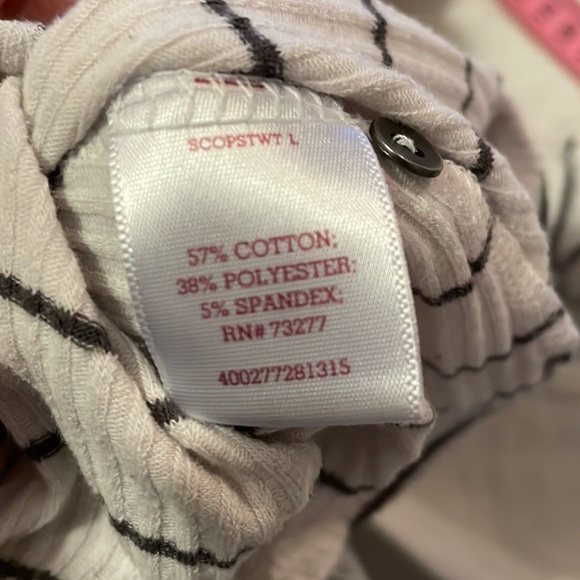 SCOPSTWT L
57% COTTON;
38% POLYESTER;
5% SPANDEX;
RN# 73277
400277281315